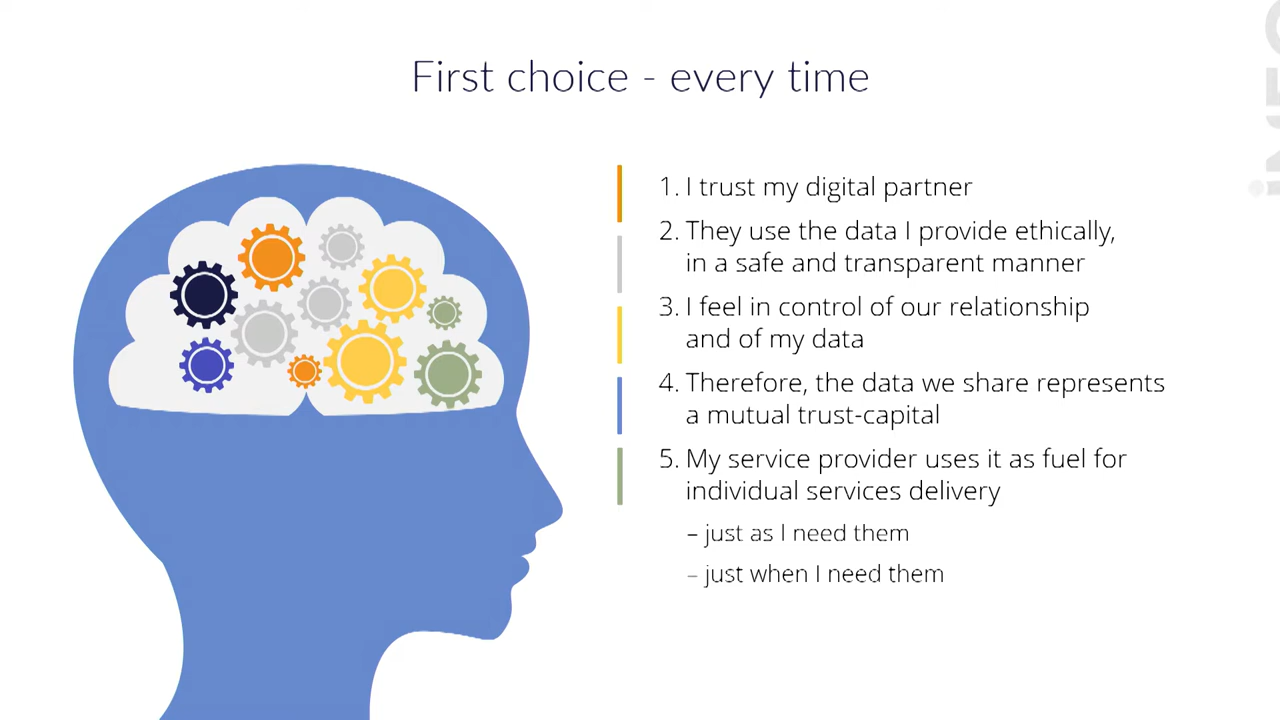 First choice - every time
1. I trust my digital partner
2. They use the data I provide ethically,
in a safe and transparent manner
3. I feel in control of our relationship
and of my data
4. Therefore, the data we share represents
a mutual trust-capital
5. My service provider uses it as fuel for
individual services delivery
– just as I need them
– just when I need them